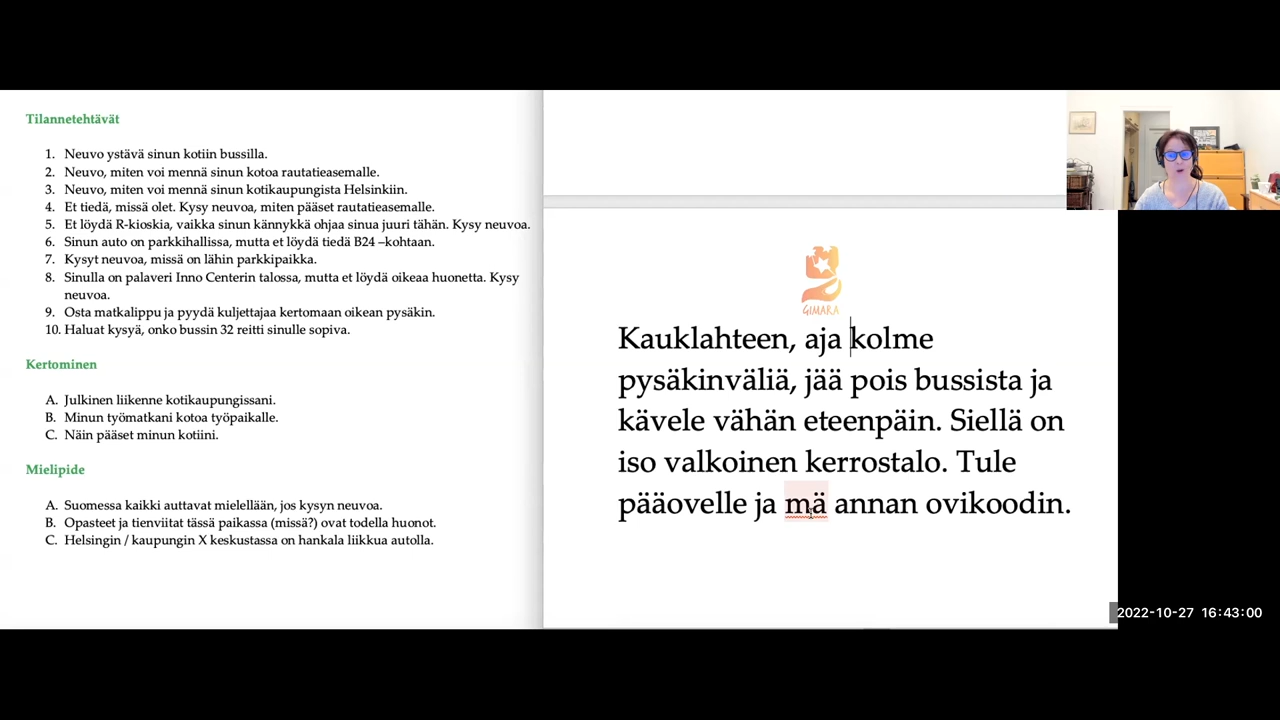 Tilannetehtävät
1. Neuvo ystävä sinun kotiin bussilla.
2. Neuvo, miten voi mennä sinun kotoa rautatieasemalle.
3. Neuvo, miten voi mennä sinun kotikaupungista Helsinkiin.
4. Et tiedä, missä olet. Kysy neuvoa, miten pääset rautatieasemalle.
5. Et löydä R-kioskia, vaikka sinun kännykkä ohjaa sinua juuri tähän. Kysy neuvoa.
6. Sinun auto on parkkihallissa, mutta et löydä tiedä B24 –kohtaan.
7. Kysyt neuvoa, missä on lähin parkkipaikka.
8. Sinulla on palaveri Inno Centerin talossa, mutta et löydä oikeaa huonetta. Kysy
neuvoa.
9. Osta matkalippu ja pyydä kuljettajaa kertomaan oikean pysäkin.
10. Haluat kysyä, onko bussin 32 reitti sinulle sopiva.
Kertominen
A. Julkinen liikenne kotikaupungissani.
B. Minun työmatkani kotoa työpaikalle.
C. Näin pääset minun kotiini.
Mielipide
A. Suomessa kaikki auttavat mielellään, jos kysyn neuvoa.
B. Opasteet ja tienviitat tässä paikassa (missä?) ovat todella huonot.
C. Helsingin / kaupungin X keskustassa on hankala liikkua autolla.
GIMARA
Kauklahteen, aja kolme
pysäkinväliä, jää pois bussista ja
kävele vähän eteenpäin. Siellä on
iso valkoinen kerrostalo. Tule
pääovelle ja mä annan ovikoodin.
2022-10-27 16:43:00